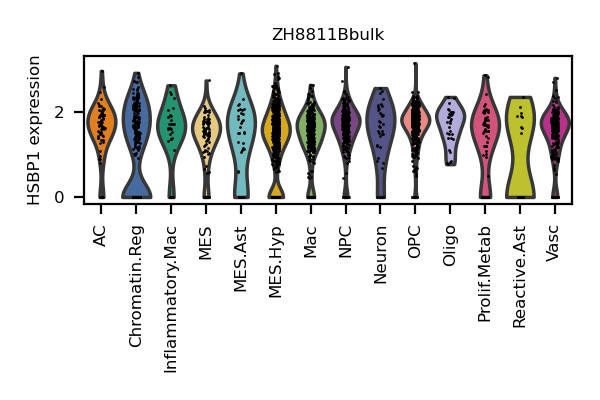 ZH8811Bbulk
HSBP1 expression
2
0
AC
Chromatin.Reg
Inflammatory.Mac
MES
MES.Ast
MES.Hyp
Mac
NPC
Neuron
OPC
Oligo
Prolif.Metab
Reactive.Ast
Vasc